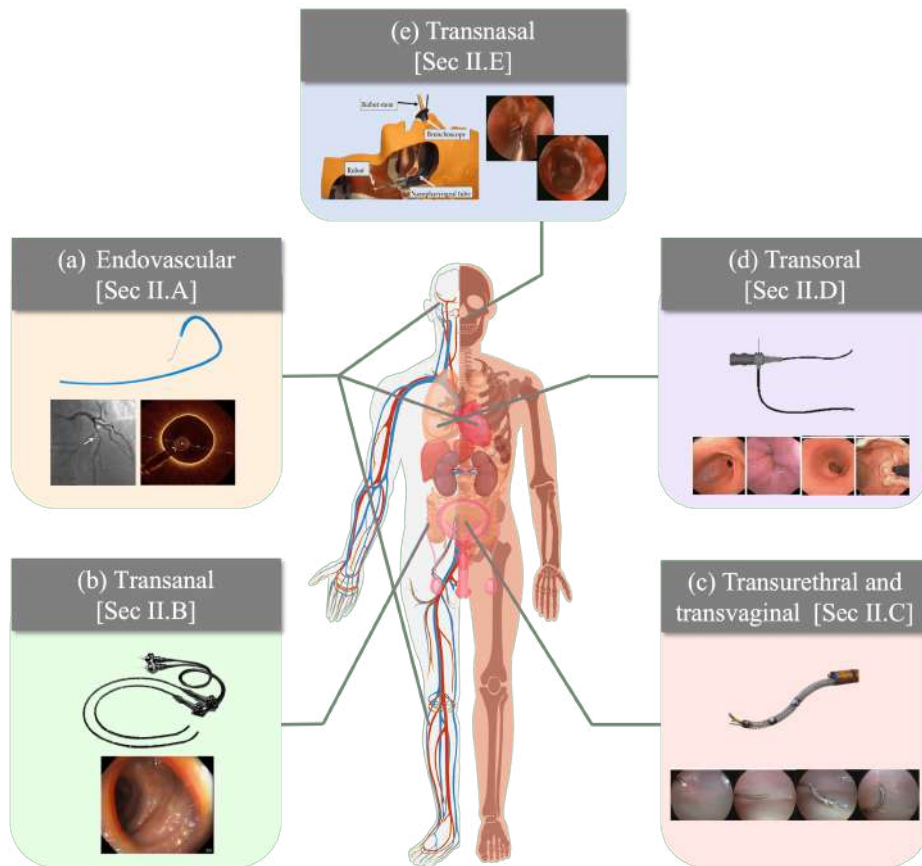 (e) Transnasal
[Sec II.E]
Robot stem
Bronchoscope
Robot
Nasopharyngeal tube
(a) Endovascular
[Sec II.A]
(d) Transoral
[Sec II.D]
(b) Transanal
[Sec II.B]
(c) Transurethral and
transvaginal [Sec II.C]